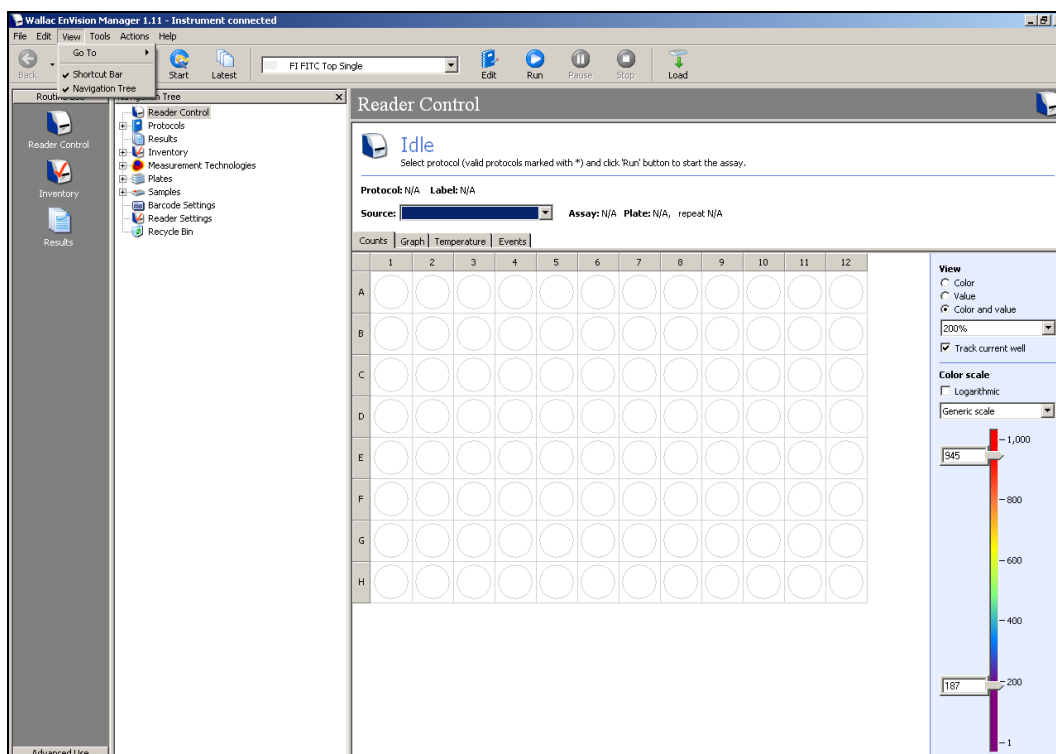 Wallac EnVision Manager 1.11 - Instrument connected
File Edit View Tools Actions Help
Go To
Shortcut Bar
Navigation Tree
Back
Start
Latest
FI FITC Top Single
Edit
Run
Pause
Stop
Load
Tree
Reader Control
Inventory
Results
Reader Control
Protocols
Results
Inventory
Measurement Technologies
Plates
Samples
Barcode Settings
Reader Settings
Recycle Bin
Reader Control
Idle
Select protocol (valid protocols marked with *) and click 'Run' button to start the assay.
Protocol: N/A Label: N/A
Source: Assay: N/A Plate: N/A, repeat N/A
Counts Graph Temperature Events
1 2 3 4 5 6 7 8 9 10 11 12
A
B
C
D
E
F
G
H
View
Color
Value
Color and value
200%
Track current well
Color scale
Logarithmic
Generic scale
1,000
945
800
600
400
200
187
1
Advanced Use